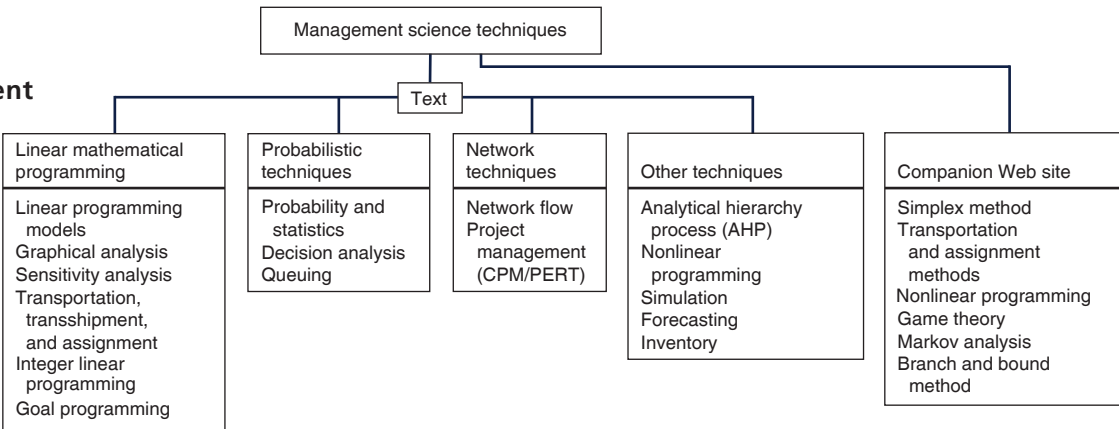 Management science techniques
ent
Text
Linear mathematical
programming
Linear programming
models
Graphical analysis
Sensitivity analysis
Transportation,
transshipment,
and assignment
Integer linear
programming
Goal programming
Probabilistic
techniques
Probability and
statistics
Decision analysis
Queuing
Network
techniques
Network flow
Project
management
(CPM/PERT)
Other techniques
Analytical hierarchy
process (AHP)
Nonlinear
programming
Simulation
Forecasting
Inventory
Companion Web site
Simplex method
Transportation
and assignment
methods
Nonlinear programming
Game theory
Markov analysis
Branch and bound
method